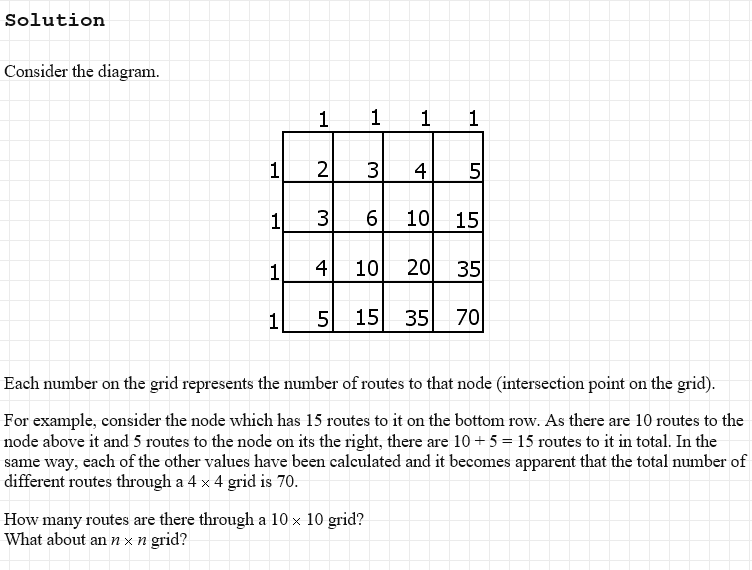 Solution
Consider the diagram.
1 1 1 1
1 2 3 4 5
1 3 6 10 15
1 4 10 20 35
1 5 15 35 70
Each number on the grid represents the number of routes to that node (intersection point on the grid).
For example, consider the node which has 15 routes to it on the bottom row. As there are 10 routes to the
node above it and 5 routes to the node on its the right, there are 10 + 5 = 15 routes to it in total. In the
same way, each of the other values have been calculated and it becomes apparent that the total number of
different routes through a 4 × 4 grid is 70.
How many routes are there through a 10 × 10 grid?
What about an n × n grid?